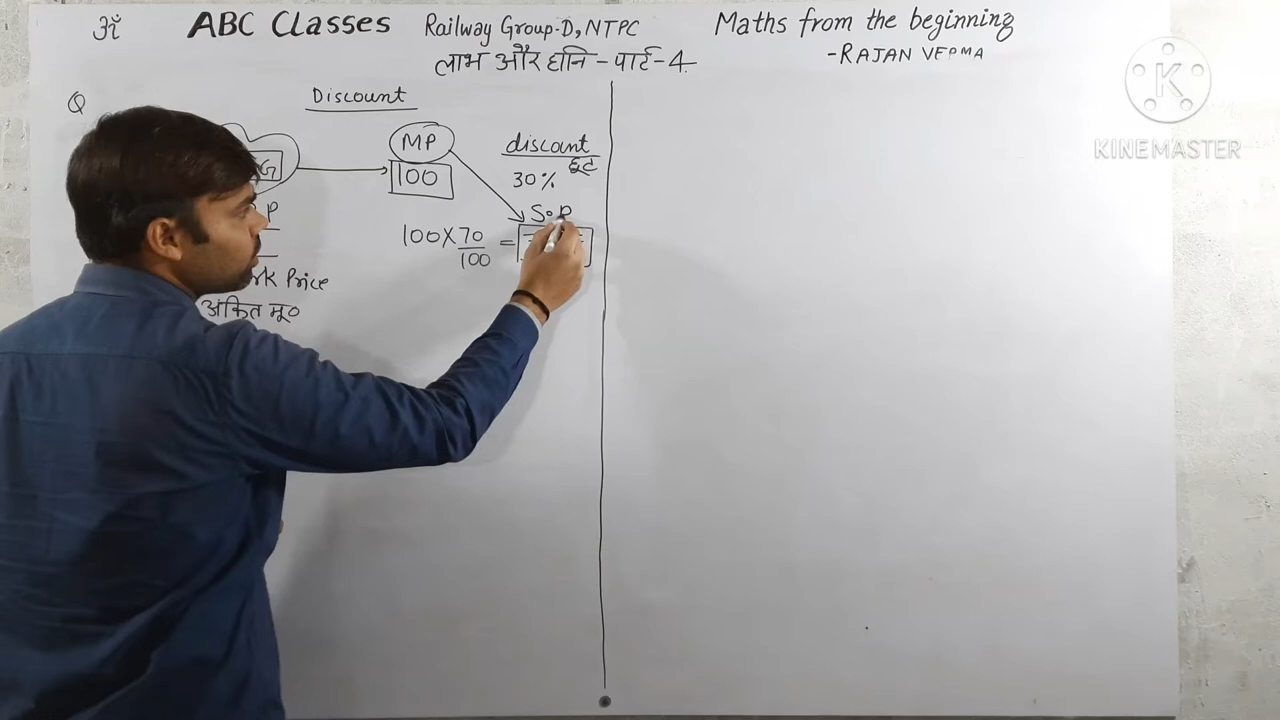 ॐ ABC Classes Railway Group-D, NTPC Maths from the beginning
लाभ और हानि - पार्ट-4 - RAJAN VERMA
Q Discount
MP discount
छूट
100 30%
S.P
100 X 70/100 =
Price
अंकित मू०
K
KINEMASTER